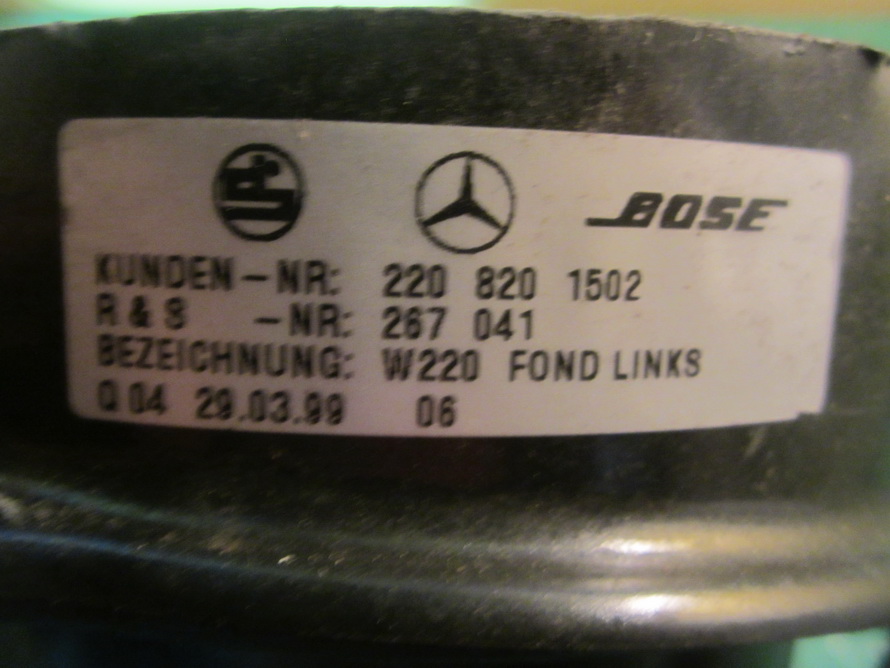 BOSE
KUNDEN-NR: 220 820 1502
R & S -NR: 267 041
BEZEICHNUNG: W220 FOND LINKS
Q 04 29.03.99 06